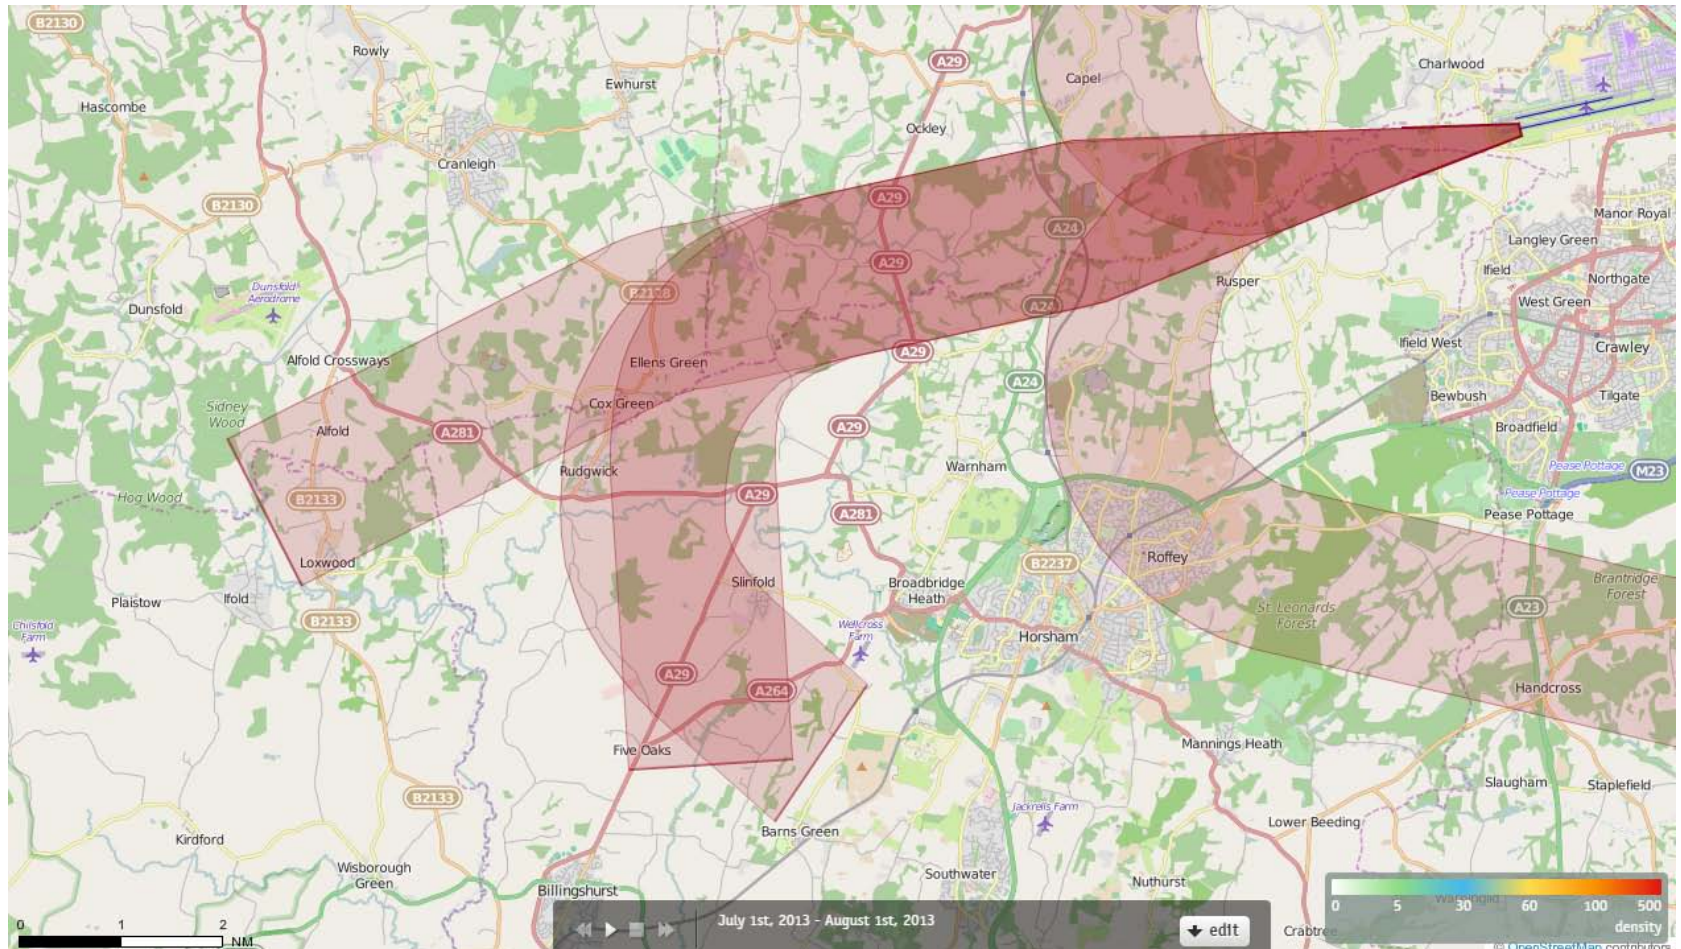 B2130
Rowly
Hascombe
Ewhurst
A29
Capel
Charlwood
Ockley
Cranleigh
B2130
A29
A24
A29
Manor Royal
Langley Green
Ifield
Northgate
Rusper
West Green
Dunsfold
Aerodrome
Dunsfold
A24
Alfold Crossways
Ellens Green
A29
Ifield West
Crawley
A24
Bewbush
Tilgate
Cox Green
Sidney
Wood
Alfold
A281
A29
Broadfield
Rudgwick
Warnham
Pease Pottage
M23
Hog Wood
B2133
A29
A281
Pease Pottage
Pease Pottage
Loxwood
B2237
Roffey
Slinfold
Broadbridge
Heath
Brantridge
Forest
Plaistow
Ifold
B2133
St. Leonards
Forest
A23
Chilsfold
Farm
Wellcross
Farm
Horsham
A29
A264
Handcross
Five Oaks
Mannings Heath
B2133
Slaugham
Staplefield
Jackrells Farm
Barns Green
Lower Beeding
Kirdford
Wisborough
Green
Southwater
Nuthurst
Billingshurst
0 1 2
NM
July 1st, 2013 - August 1st, 2013
edit
0 5 30 60 100 500
density
© OpenStreetMap contributors